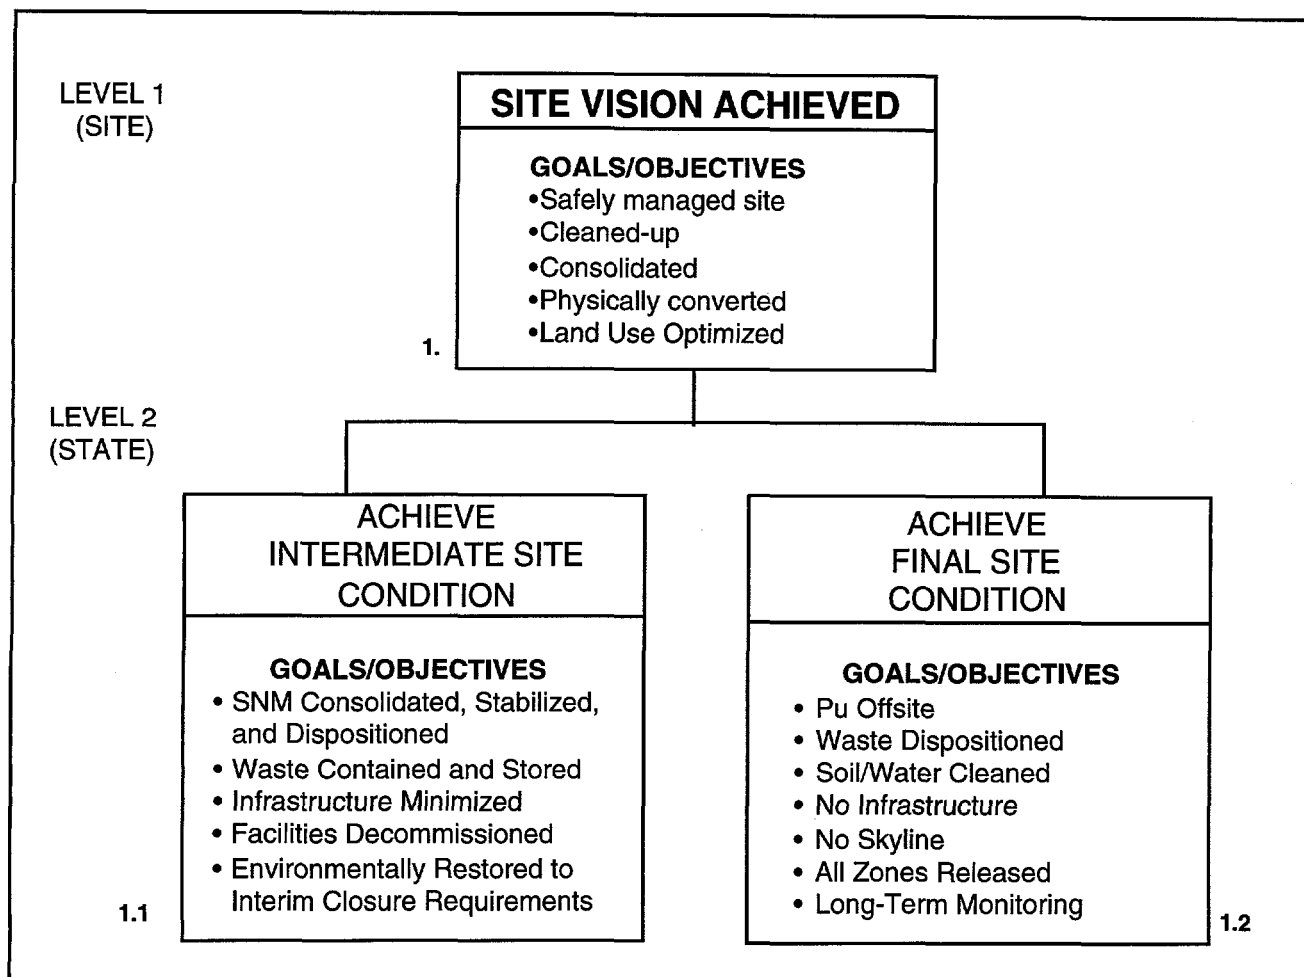 LEVEL 1
(SITE)
SITE VISION ACHIEVED
GOALS/OBJECTIVES
•Safely managed site
•Cleaned-up
•Consolidated
•Physically converted
•Land Use Optimized
1.
LEVEL 2
(STATE)
ACHIEVE
INTERMEDIATE SITE
CONDITION
GOALS/OBJECTIVES
• SNM Consolidated, Stabilized,
and Dispositioned
• Waste Contained and Stored
• Infrastructure Minimized
• Facilities Decommissioned
• Environmentally Restored to
Interim Closure Requirements
1.1
ACHIEVE
FINAL SITE
CONDITION
GOALS/OBJECTIVES
• Pu Offsite
• Waste Dispositioned
• Soil/Water Cleaned
• No Infrastructure
• No Skyline
• All Zones Released
• Long-Term Monitoring
1.2